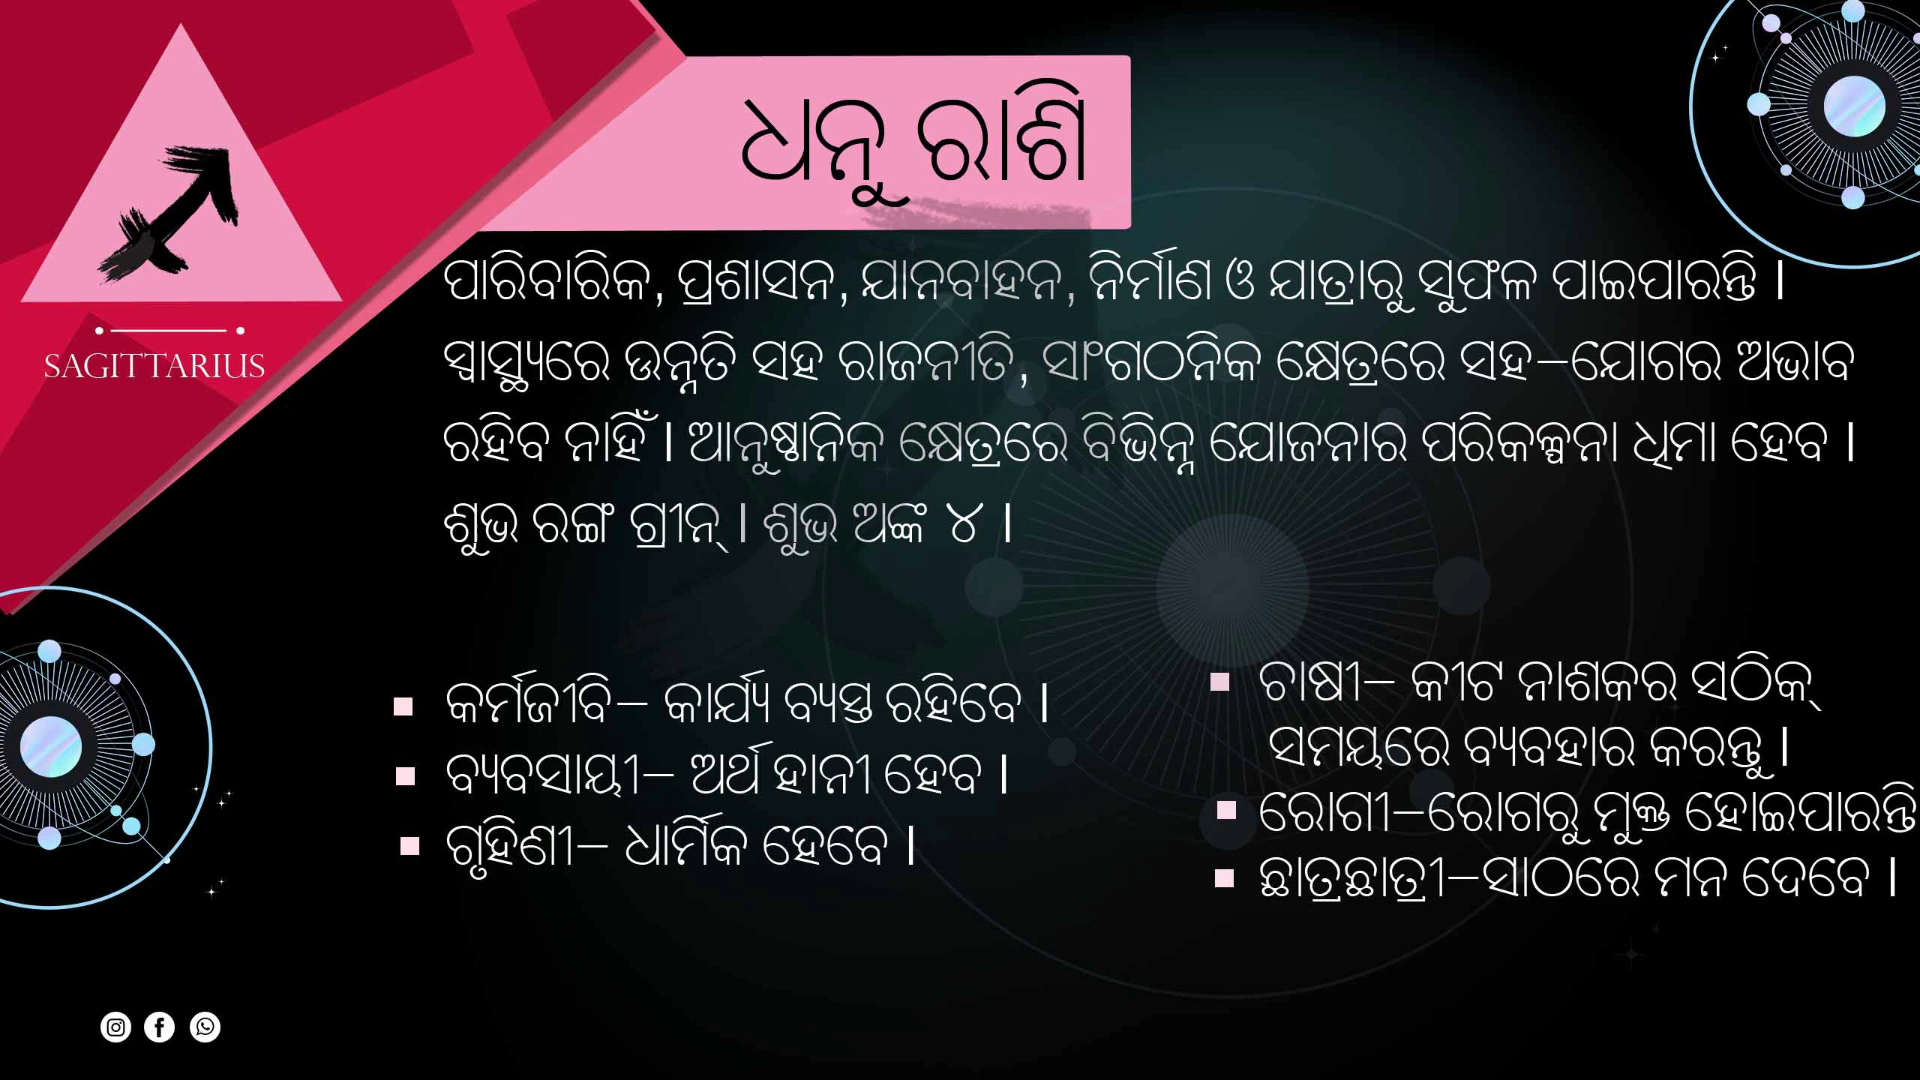 ଧନୁ ରାଶି
SAGITTARIUS
ପାରିବାରିକ, ପ୍ରଶାସନ, ଯାନବାହନ, ନିର୍ମାଣ ଓ ଯାତ୍ରାରୁ ସୁଫଳ ପାଇପାରନ୍ତି ।
ସ୍ୱାସ୍ଥ୍ୟରେ ଉନ୍ନତି ସହ ରାଜନୀତି, ସାଂଗଠନିକ କ୍ଷେତ୍ରରେ ସହ-ଯୋଗର ଅଭାବ
ରହିବ ନାହିଁ । ଆନୁଷ୍ଠାନିକ କ୍ଷେତ୍ରରେ ବିଭିନ୍ନ ଯୋଜନାର ପରିକଳ୍ପନା ଧିମା ହେବ ।
ଶୁଭ ରଙ୍ଗ ଗ୍ରୀନ୍ । ଶୁଭ ଅଙ୍କ ୪ ।
କର୍ମଜୀବି- କାର୍ଯ୍ୟ ବ୍ୟସ୍ତ ରହିବେ ।
ବ୍ୟବସାୟୀ- ଅର୍ଥ ହାନୀ ହେବ ।
ଗୃହିଣୀ- ଧାର୍ମିକ ହେବେ ।
ଚାଷୀ- କୀଟ ନାଶକର ସଠିକ୍
ସମୟରେ ବ୍ୟବହାର କରନ୍ତୁ ।
ରୋଗୀ-ରୋଗରୁ ମୁକ୍ତ ହୋଇପାରନ୍ତି
ଛାତ୍ରଛାତ୍ରୀ-ସାଠରେ ମନ ଦେବେ ।